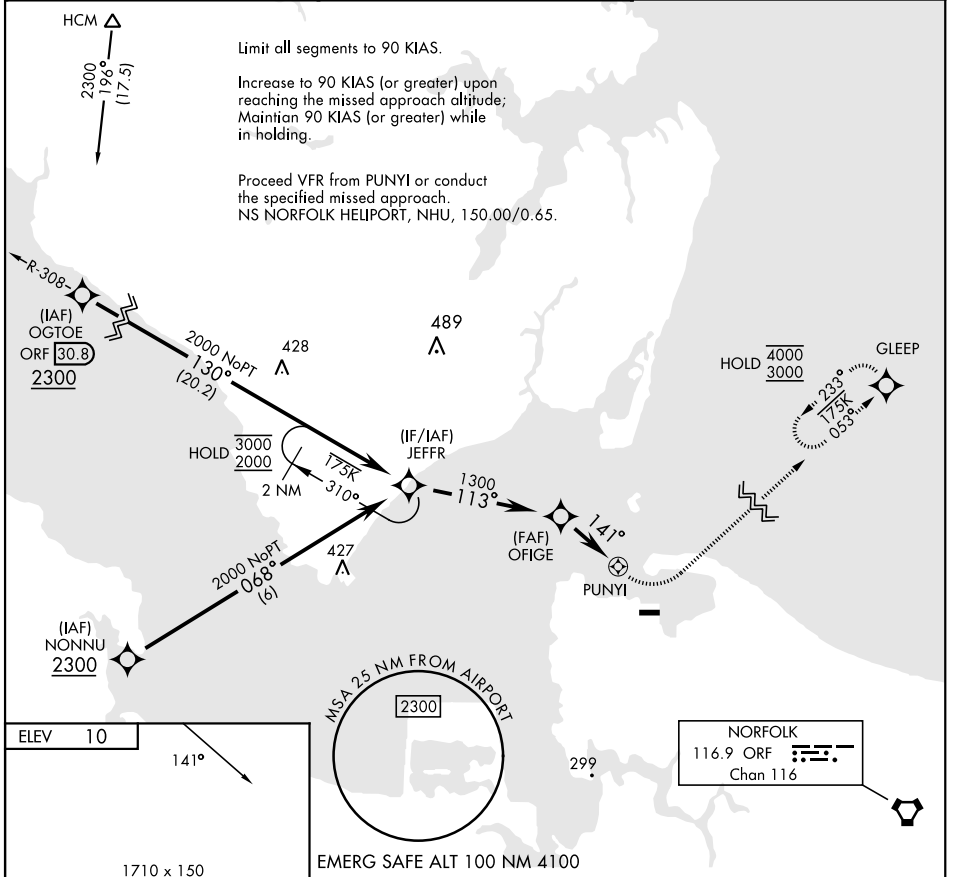 HCM
2300
196°
(17.5)
Limit all segments to 90 KIAS.
Increase to 90 KIAS (or greater) upon
reaching the missed approach altitude;
Maintian 90 KIAS (or greater) while
in holding.
Proceed VFR from PUNYI or conduct
the specified missed approach.
NS NORFOLK HELIPORT, NHU, 150.00/0.65.
R-308
(IAF)
OGTOE
ORF 30.8
2300
2000 NoPT
130°
(20.2)
428
489
HOLD 4000
3000
GLEEP
233°
175K
053°
HOLD 3000
2000
2 NM
175K
310°
(IF/IAF)
JEFFR
1300
113°
(FAF)
OFIGE
141°
PUNYI
427
2000 NoPT
068°
(6)
(IAF)
NONNU
2300
MSA 25 NM FROM AIRPORT
2300
ELEV 10
141°
1710 x 150
299
NORFOLK
116.9 ORF
Chan 116
EMERG SAFE ALT 100 NM 4100